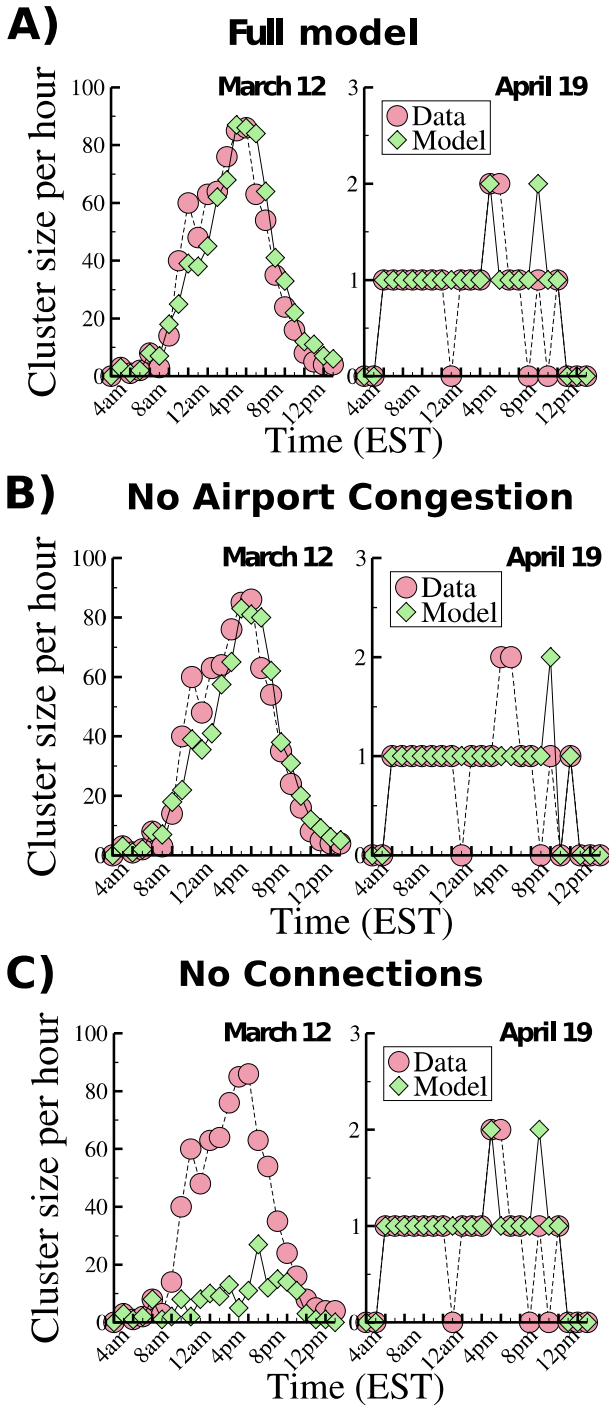 A)
Full model
March 12
April 19
Cluster size per hour
100
80
60
40
20
0
3
2
1
0
Data
Model
4am 8am 12am 4pm 8pm 12pm
4am 8am 12am 4pm 8pm 12pm
Time (EST)
B)
No Airport Congestion
March 12
April 19
Cluster size per hour
100
80
60
40
20
0
3
2
1
0
Data
Model
4am 8am 12am 4pm 8pm 12pm
4am 8am 12am 4pm 8pm 12pm
Time (EST)
C)
No Connections
March 12
April 19
Cluster size per hour
100
80
60
40
20
0
3
2
1
0
Data
Model
4am 8am 12am 4pm 8pm 12pm
4am 8am 12am 4pm 8pm 12pm
Time (EST)